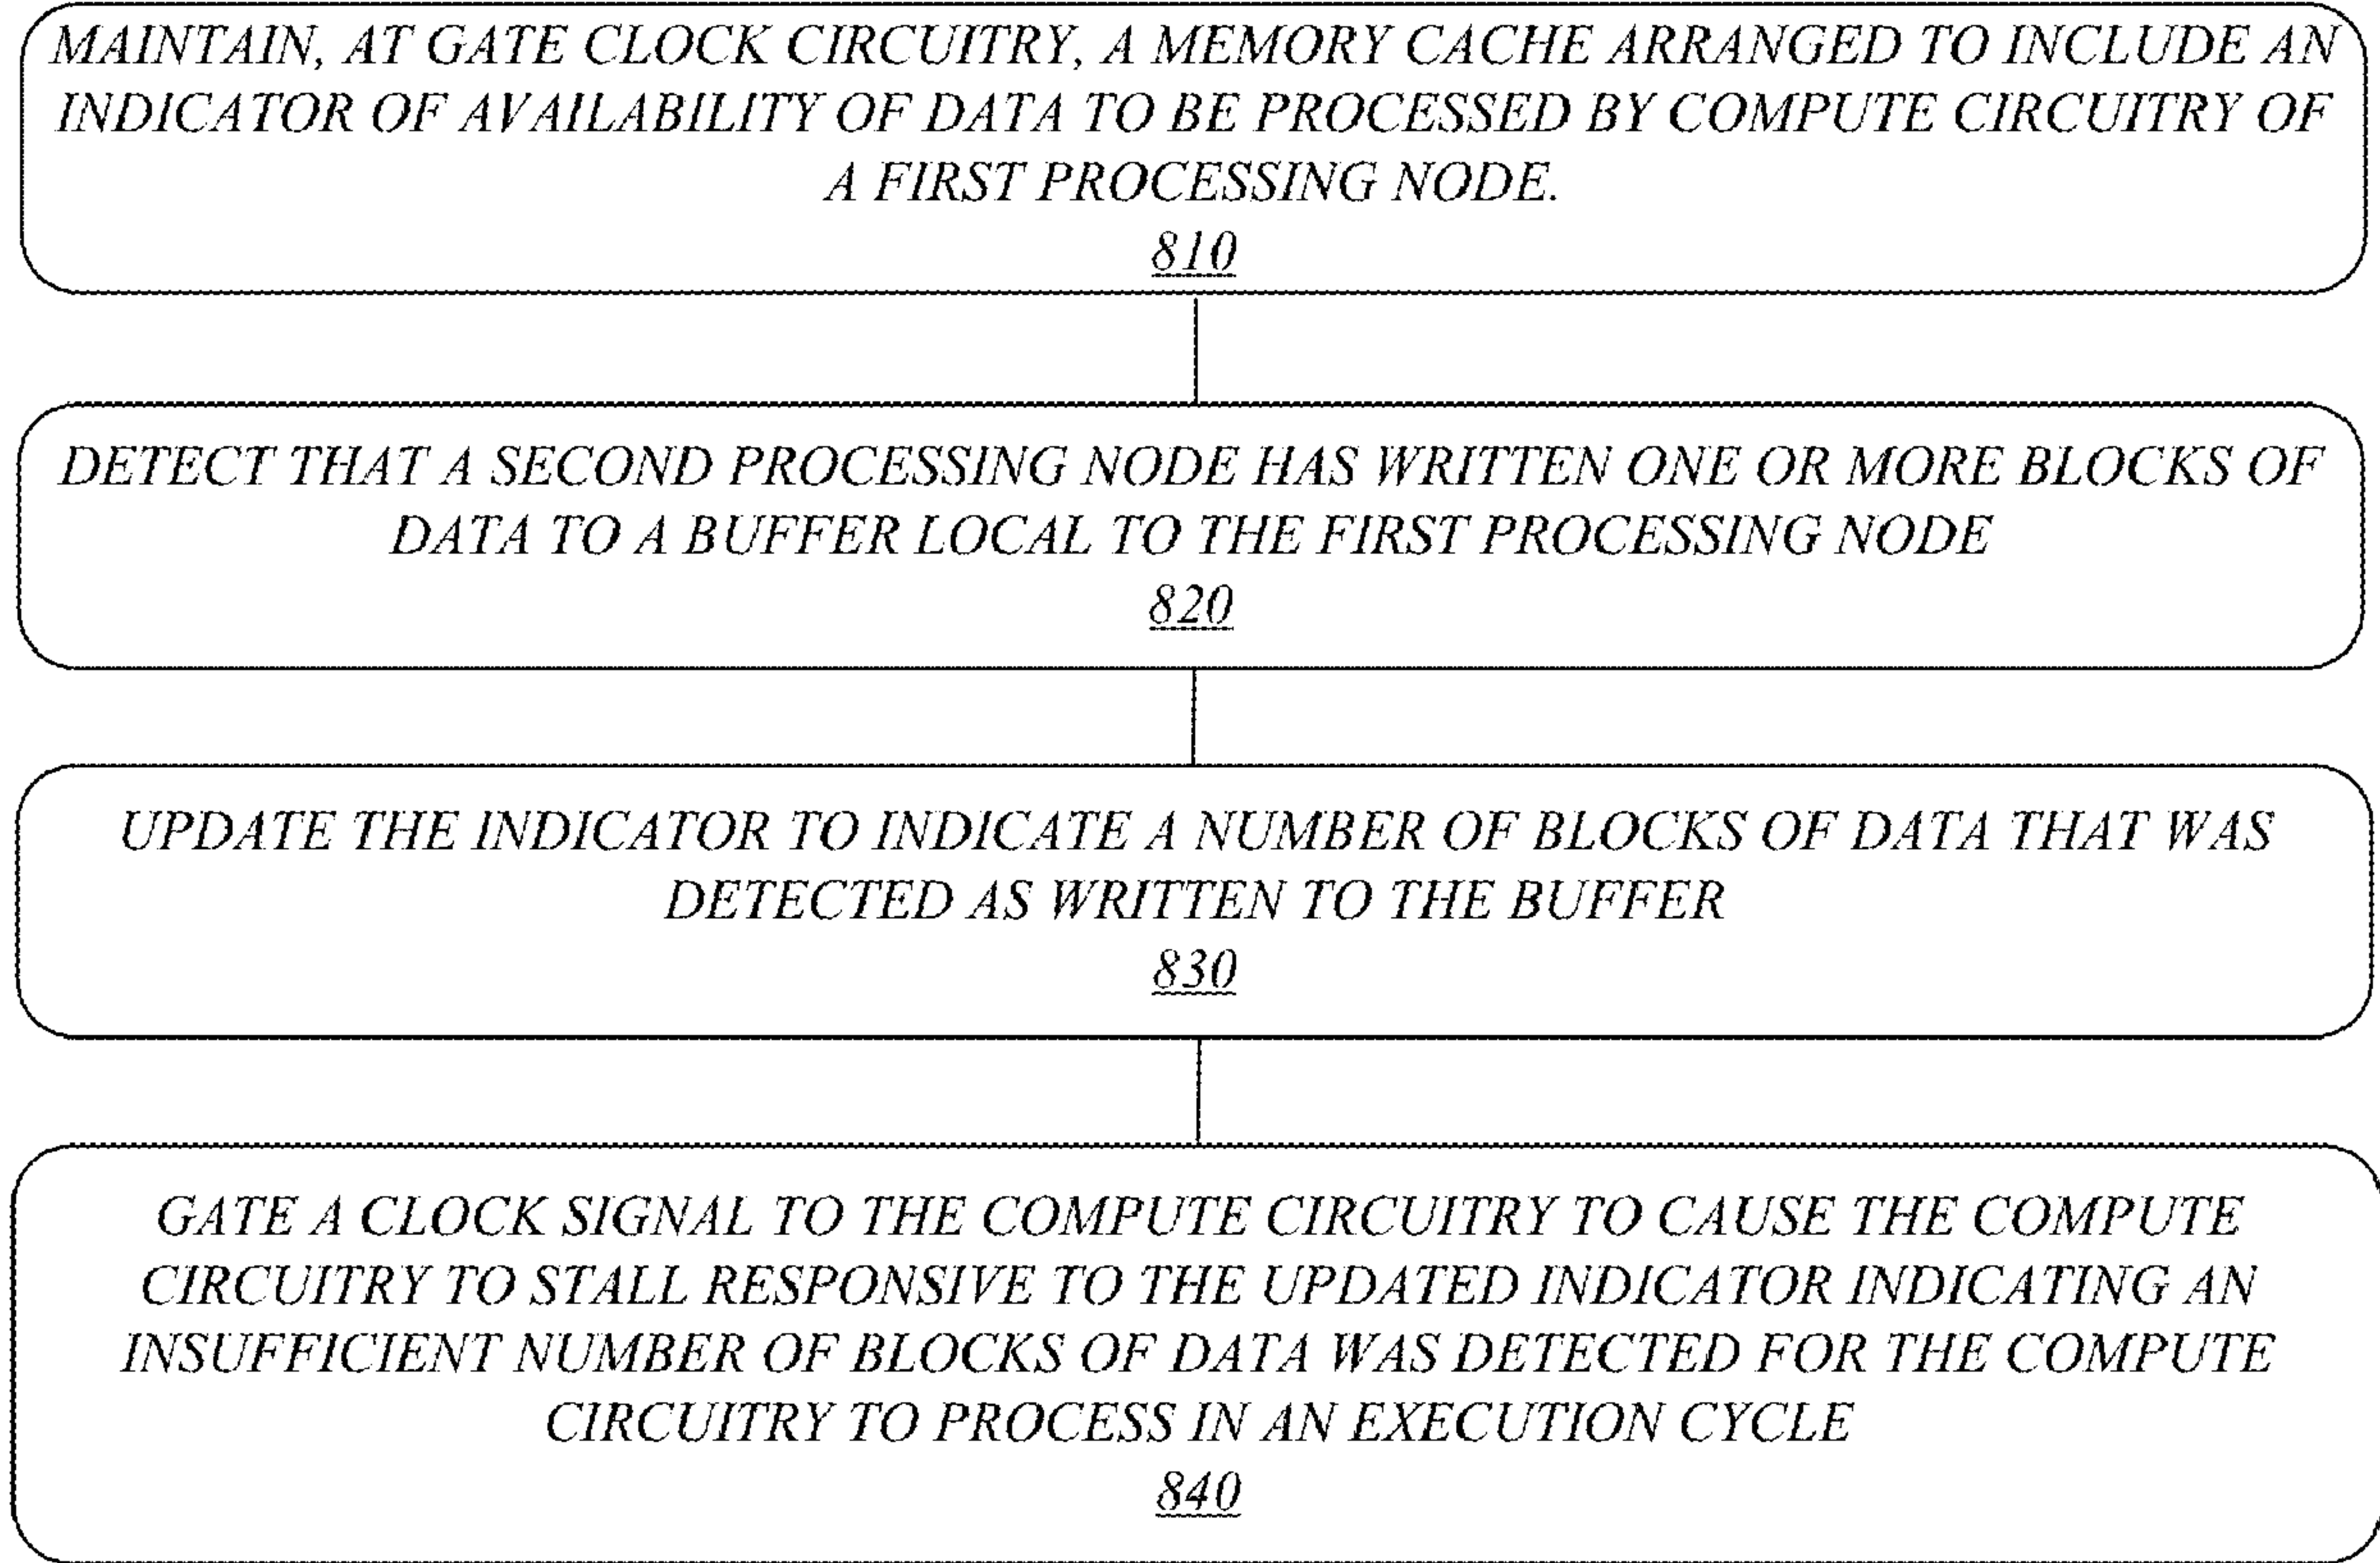 MAINTAIN, AT GATE CLOCK CIRCUITRY, A MEMORY CACHE ARRANGED TO INCLUDE AN
INDICATOR OF AVAILABILITY OF DATA TO BE PROCESSED BY COMPUTE CIRCUITRY OF
A FIRST PROCESSING NODE.
810
DETECT THAT A SECOND PROCESSING NODE HAS WRITTEN ONE OR MORE BLOCKS OF
DATA TO A BUFFER LOCAL TO THE FIRST PROCESSING NODE
820
UPDATE THE INDICATOR TO INDICATE A NUMBER OF BLOCKS OF DATA THAT WAS
DETECTED AS WRITTEN TO THE BUFFER
830
GATE A CLOCK SIGNAL TO THE COMPUTE CIRCUITRY TO CAUSE THE COMPUTE
CIRCUITRY TO STALL RESPONSIVE TO THE UPDATED INDICATOR INDICATING AN
INSUFFICIENT NUMBER OF BLOCKS OF DATA WAS DETECTED FOR THE COMPUTE
CIRCUITRY TO PROCESS IN AN EXECUTION CYCLE
840